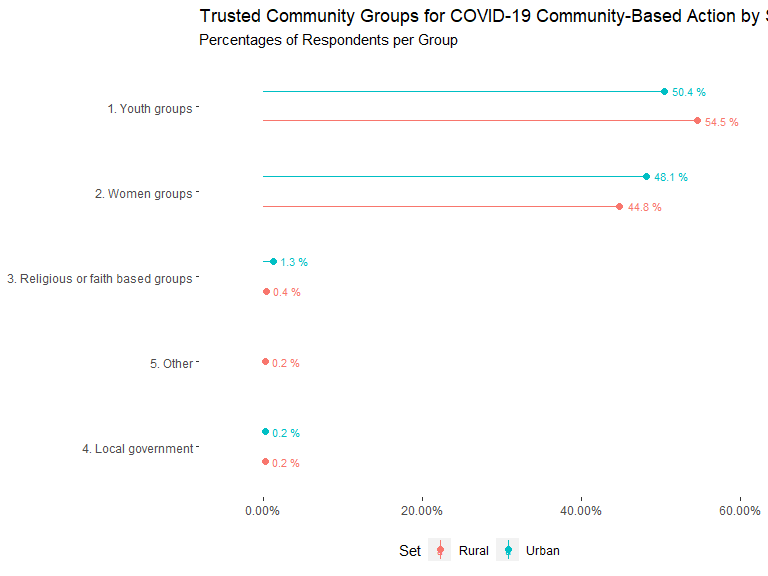 Trusted Community Groups for COVID-19 Community-Based Action by
Percentages of Respondents per Group
1. Youth groups
50.4 %
54.5 %
2. Women groups
48.1 %
44.8 %
3. Religious or faith based groups
1.3 %
0.4 %
5. Other
0.2 %
4. Local government
0.2 %
0.2 %
0.00%
20.00%
40.00%
60.00%
Set
Rural
Urban